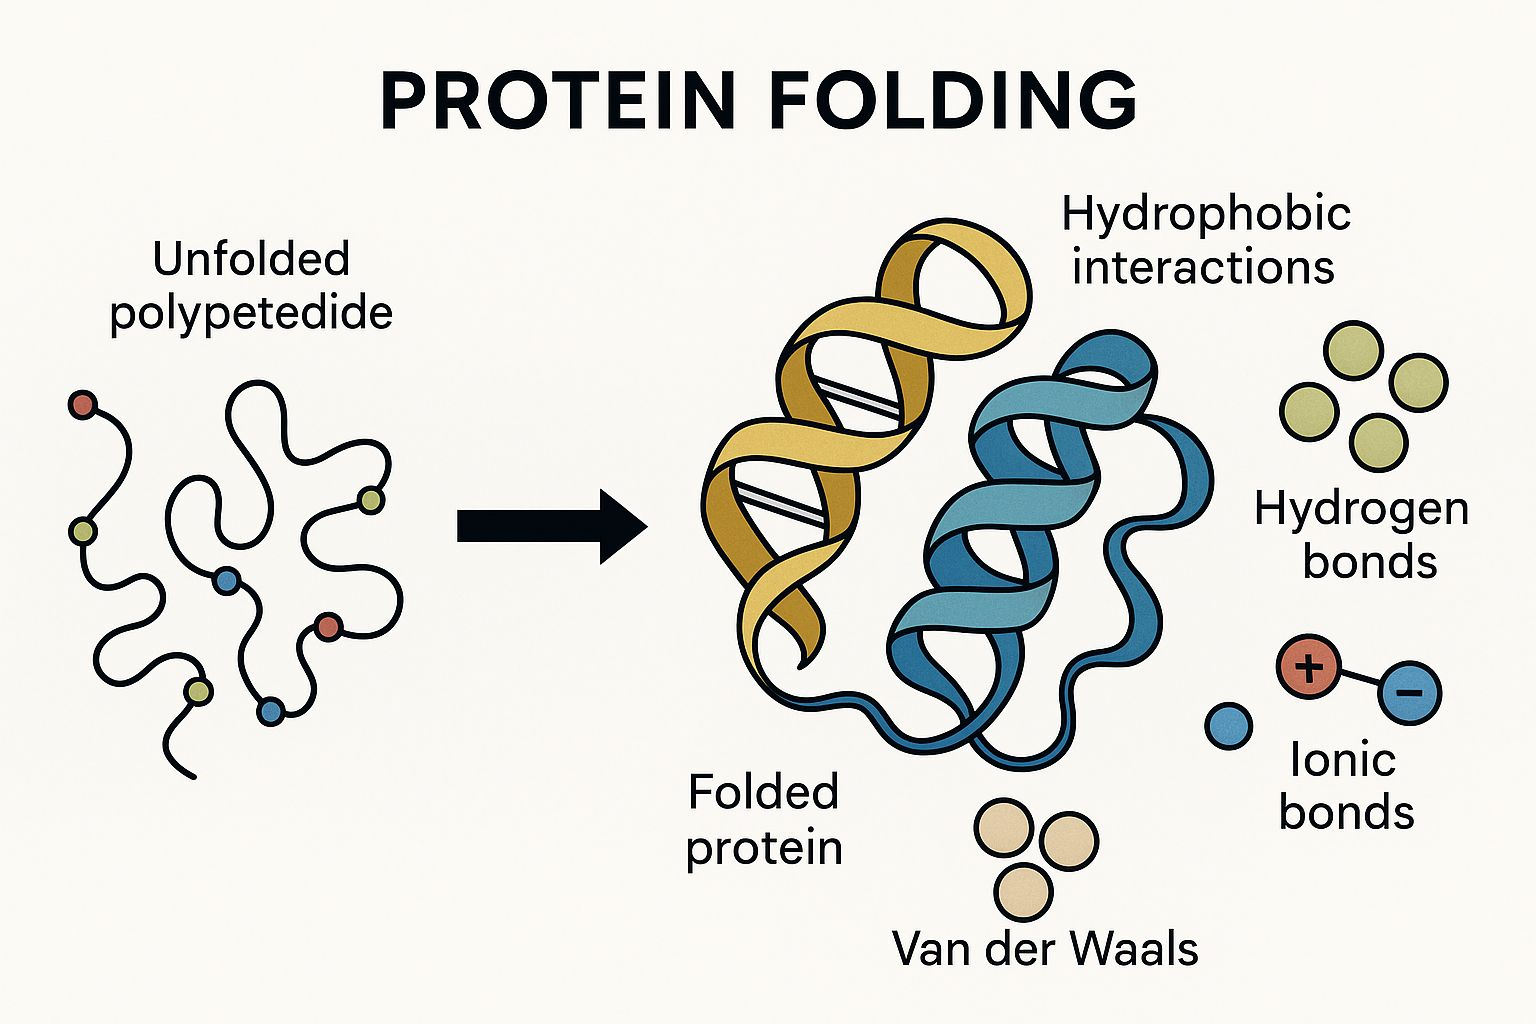 PROTEIN FOLDING
Unfolded
polypetedide
Hydrophobic
interactions
Hydrogen
bonds
+
−
Ionic
bonds
Folded
protein
Van der Waals